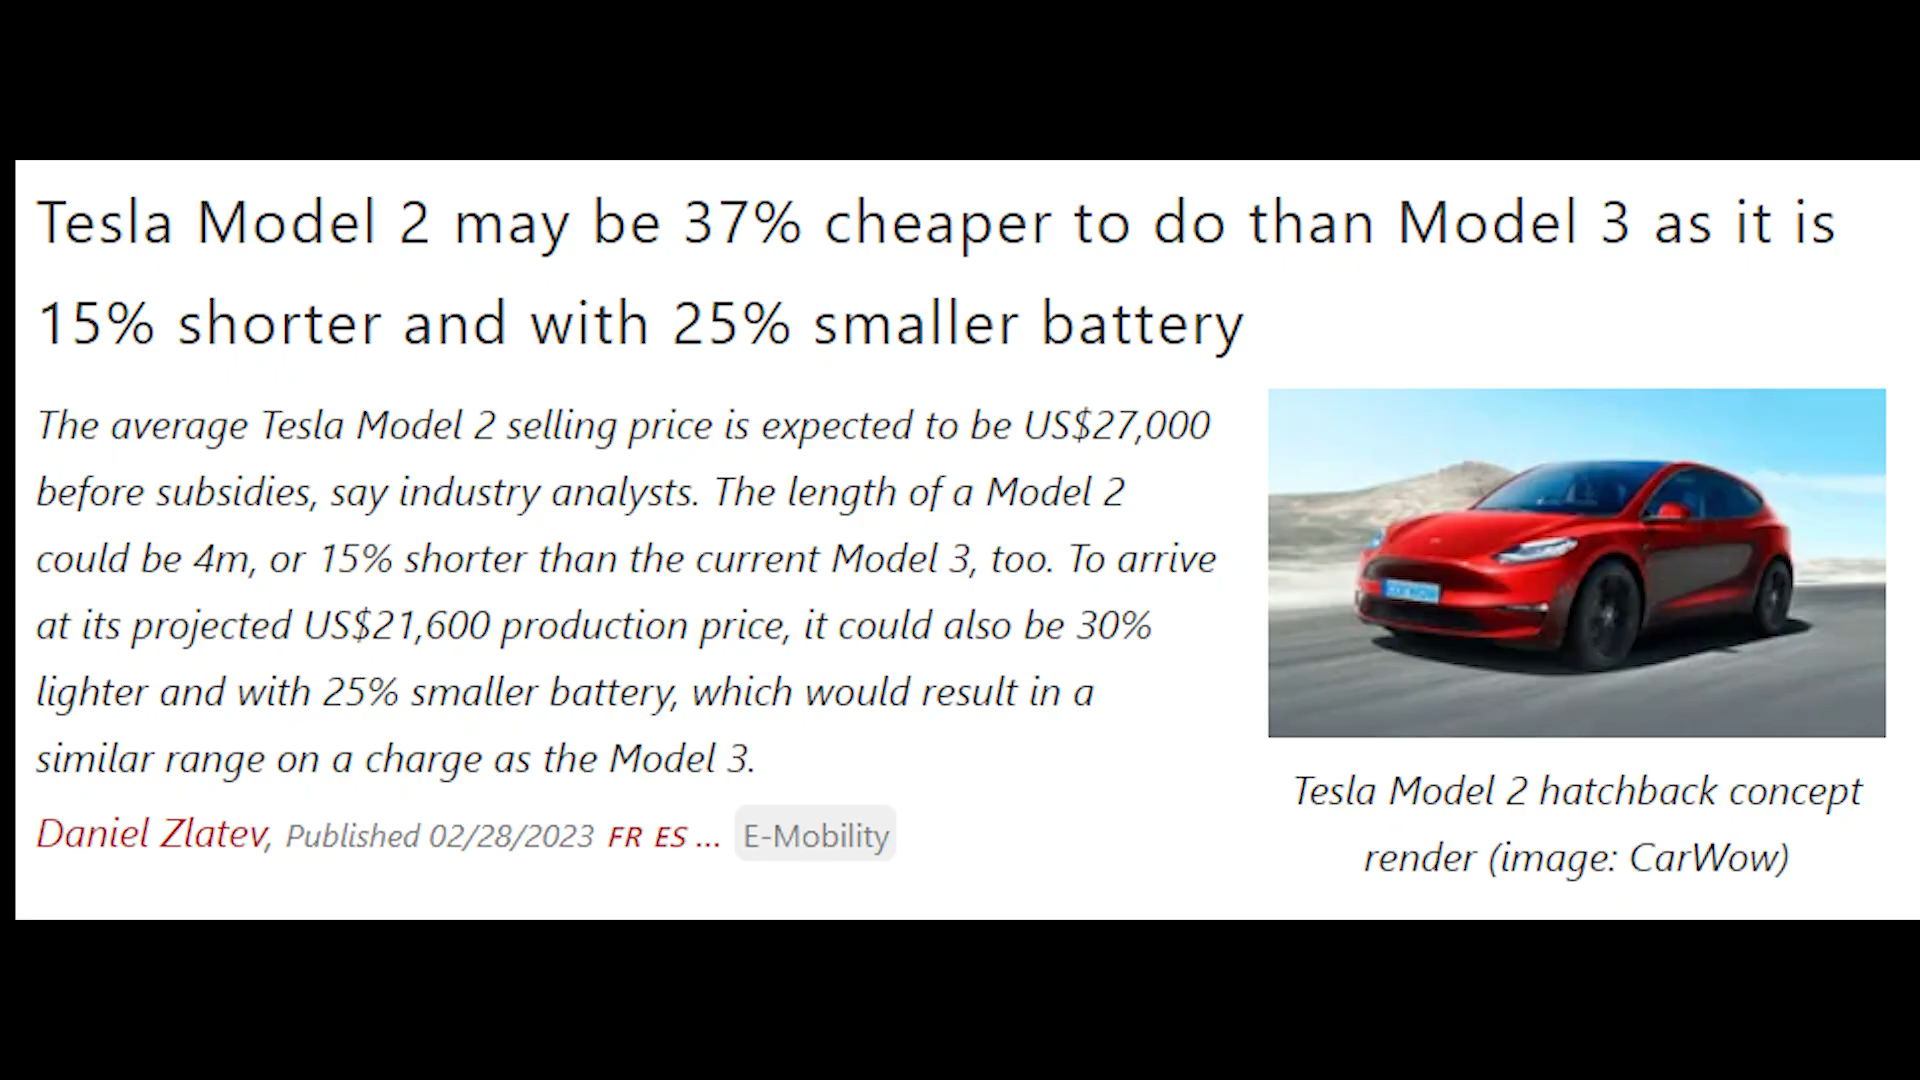 Tesla Model 2 may be 37% cheaper to do than Model 3 as it is
15% shorter and with 25% smaller battery
The average Tesla Model 2 selling price is expected to be US$27,000
before subsidies, say industry analysts. The length of a Model 2
could be 4m, or 15% shorter than the current Model 3, too. To arrive
at its projected US$21,600 production price, it could also be 30%
lighter and with 25% smaller battery, which would result in a
similar range on a charge as the Model 3.
Daniel Zlatev, Published 02/28/2023 FR ES ... E-Mobility
carwow
Tesla Model 2 hatchback concept
render (image: CarWow)